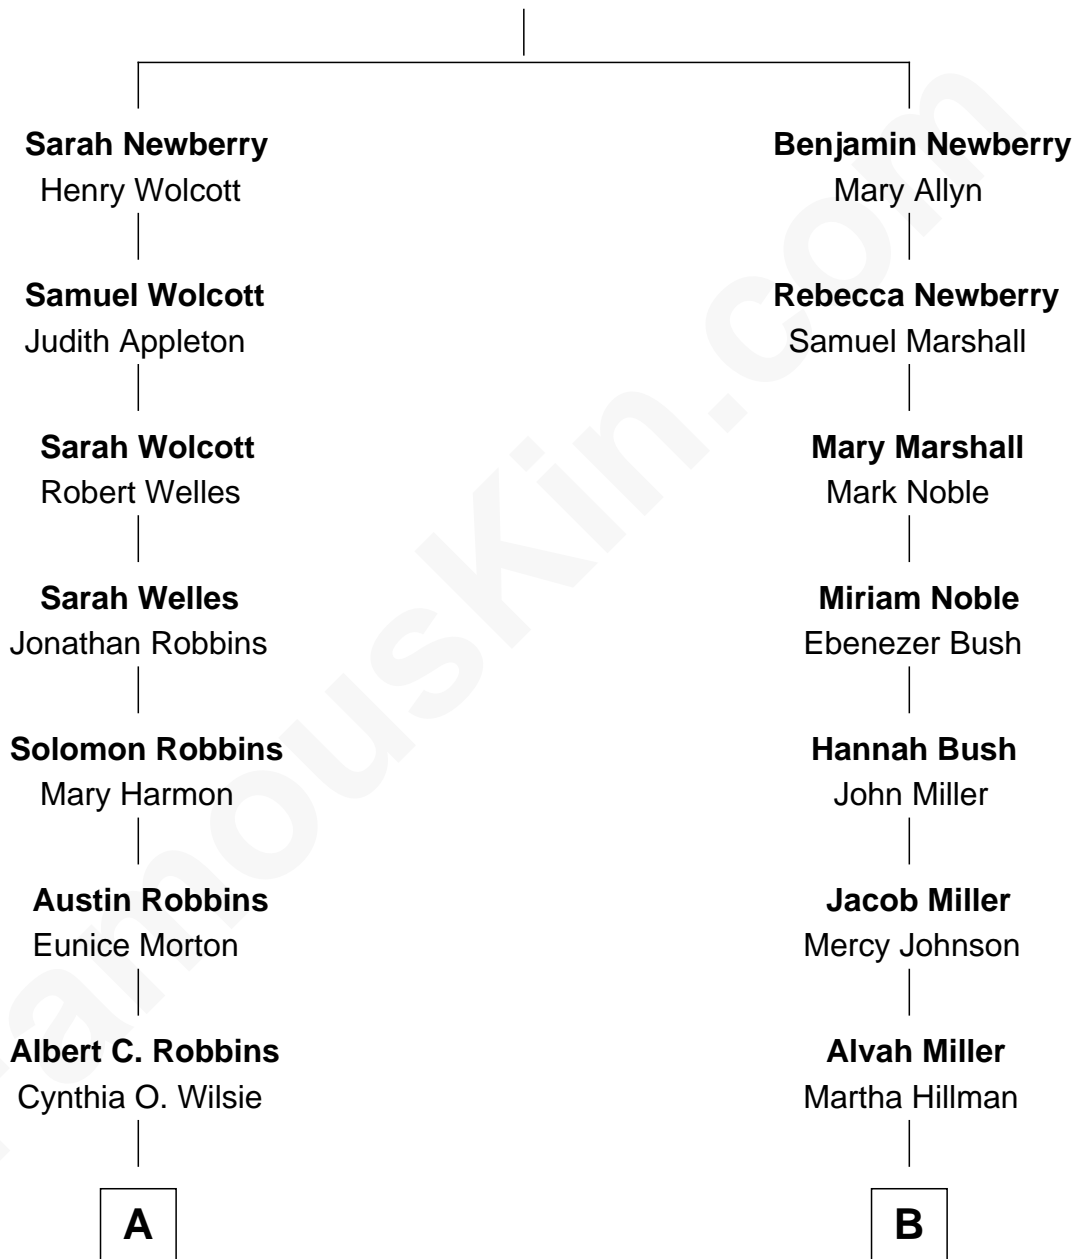 Sarah Newberry
Henry Wolcott
Samuel Wolcott
Judith Appleton
Sarah Wolcott
Robert Welles
Sarah Welles
Jonathan Robbins
Solomon Robbins
Mary Harmon
Austin Robbins
Eunice Morton
Albert C. Robbins
Cynthia O. Wilsie
A
Benjamin Newberry
Mary Allyn
Rebecca Newberry
Samuel Marshall
Mary Marshall
Mark Noble
Miriam Noble
Ebenezer Bush
Hannah Bush
John Miller
Jacob Miller
Mercy Johnson
Alvah Miller
Martha Hillman
B
FamousKin.com